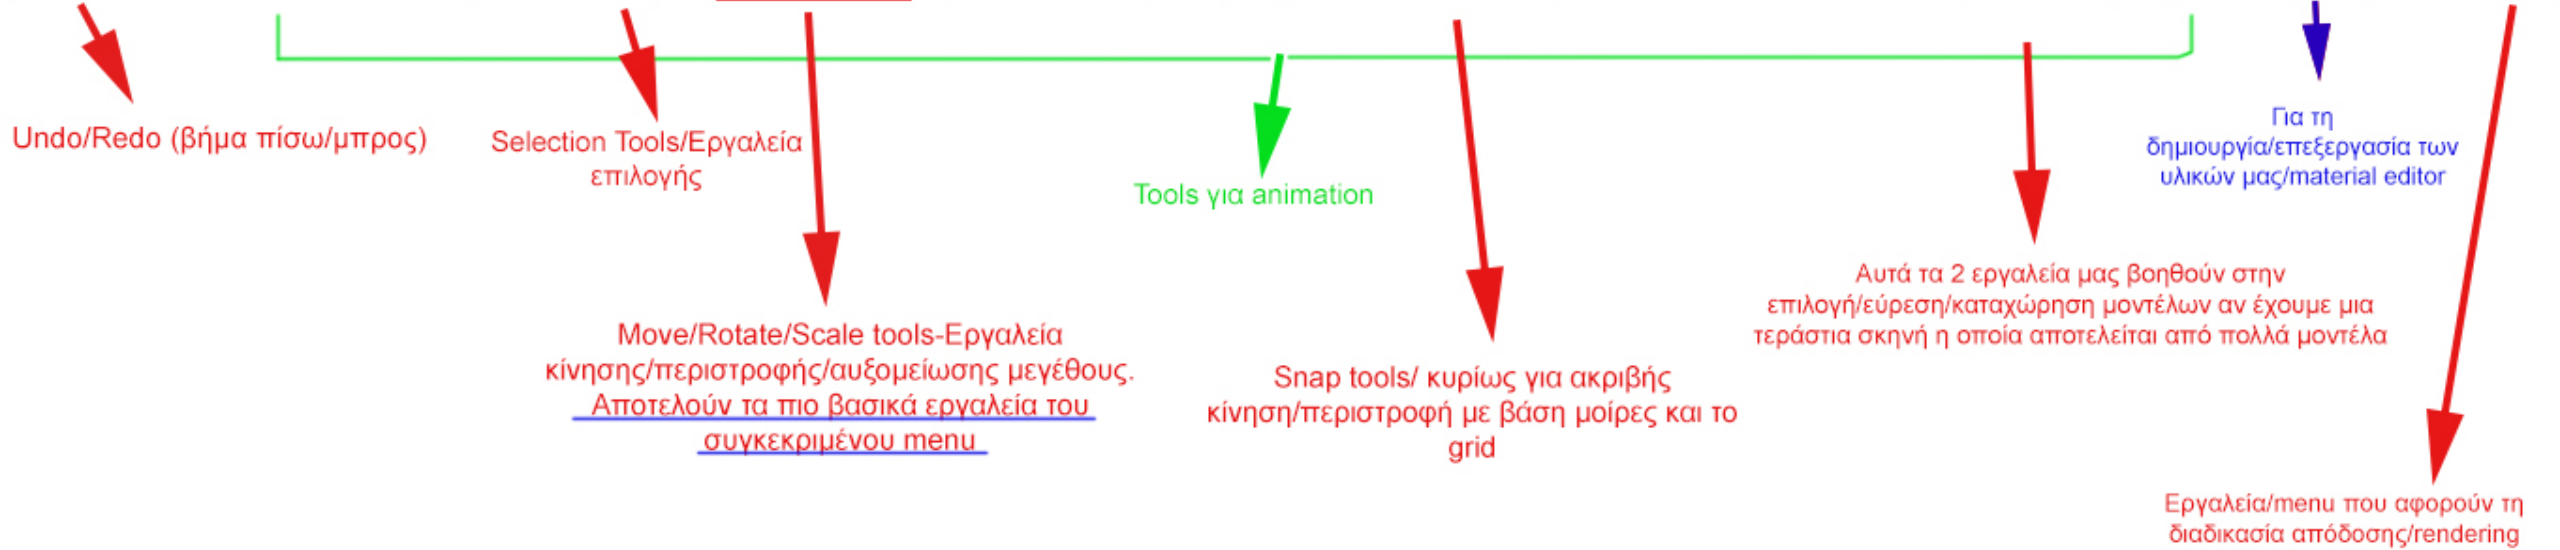 Undo/Redo (βήμα πίσω/μπρος)
Selection Tools/Εργαλεία
επιλογής
Move/Rotate/Scale tools-Εργαλεία
κίνησης/περιστροφής/αυξομείωσης μεγέθους.
Αποτελούν τα πιο βασικά εργαλεία του
συγκεκριμένου menu
Tools για animation
Snap tools/ κυρίως για ακριβής
κίνηση/περιστροφή με βάση μοίρες και το
grid
Αυτά τα 2 εργαλεία μας βοηθούν στην
επιλογή/εύρεση/καταχώρηση μοντέλων αν έχουμε μια
τεράστια σκηνή η οποία αποτελείται από πολλά μοντέλα
Για τη
δημιουργία/επεξεργασία των
υλικών μας/material editor
Εργαλεία/menu που αφορούν τη
διαδικασία απόδοσης/rendering